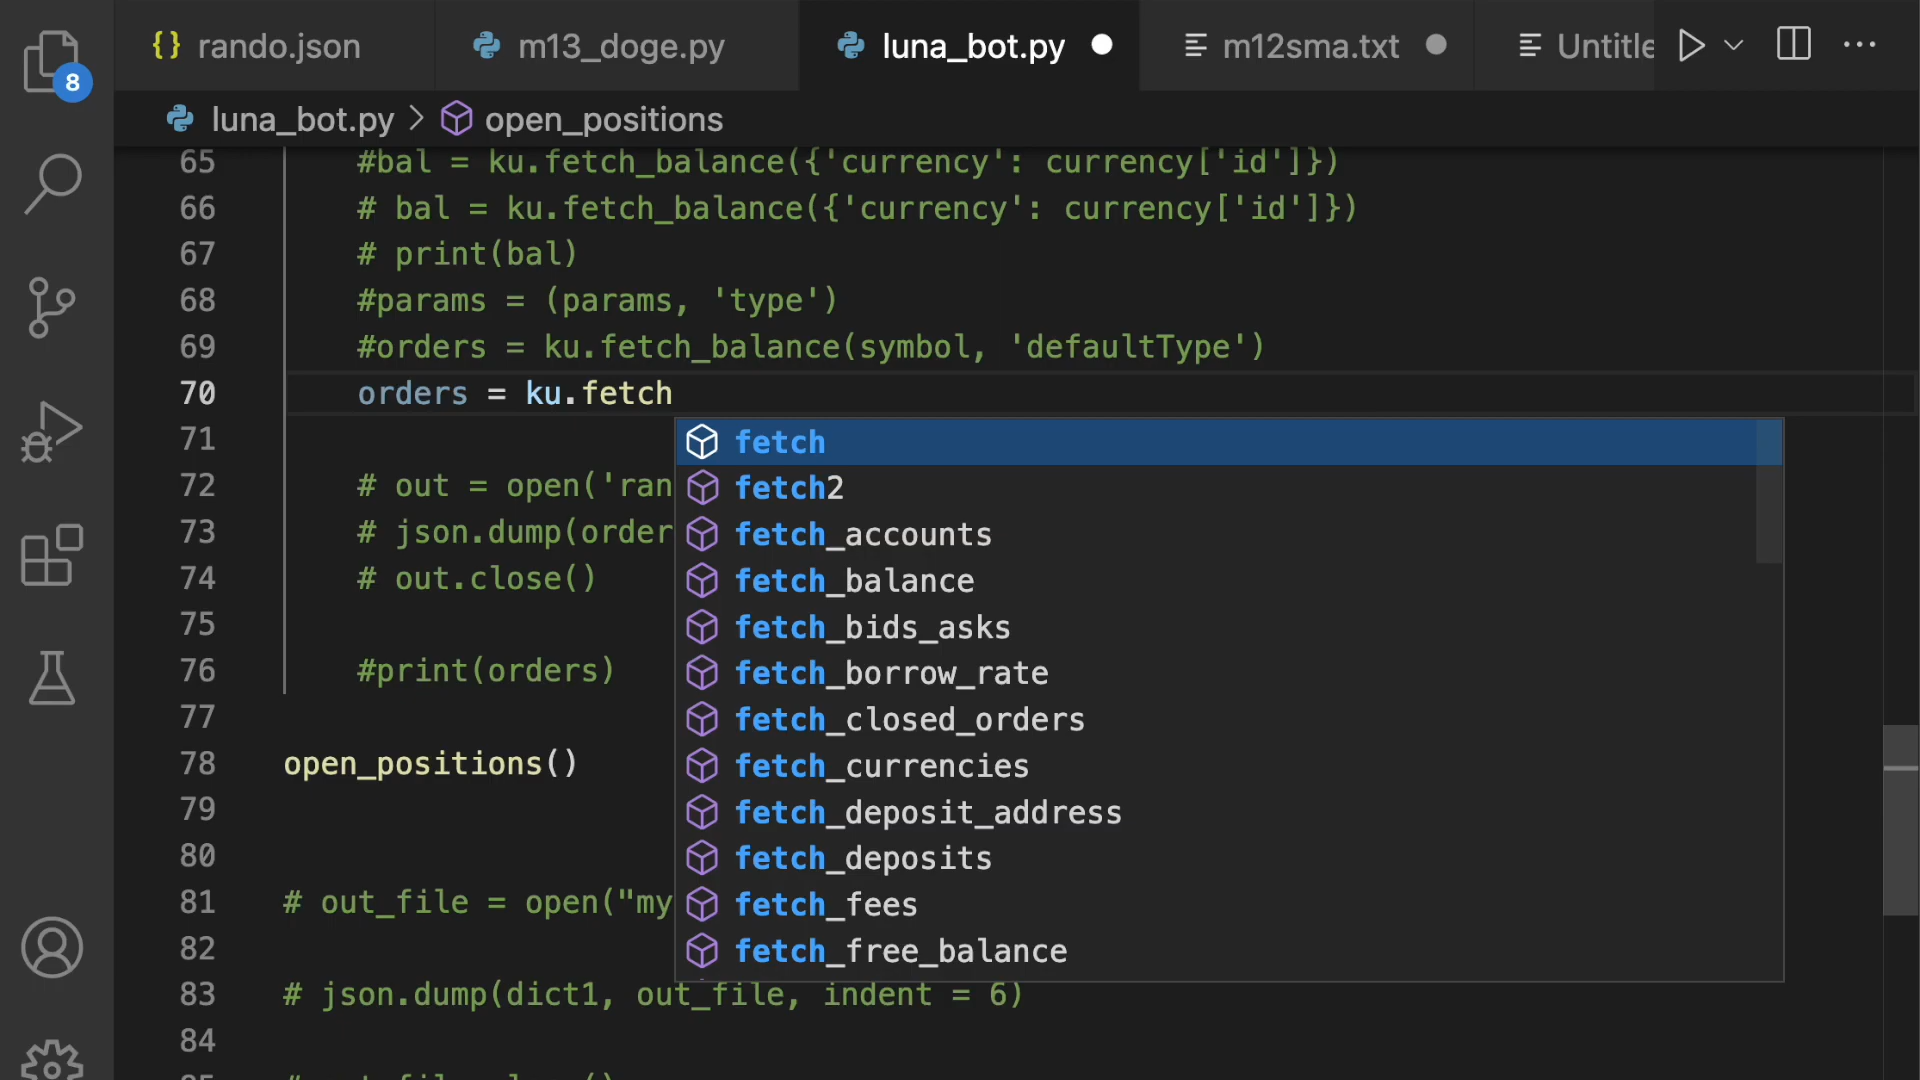 8
{} rando.json
m13_doge.py
luna_bot.py
m12sma.txt
Untitle
luna_bot.py > open_positions
65 #bal = ku.fetch_balance({'currency': currency['id']})
66 # bal = ku.fetch_balance({'currency': currency['id']})
67 # print(bal)
68 #params = (params, 'type')
69 #orders = ku.fetch_balance(symbol, 'defaultType')
70 orders = ku.fetch
71
72 # out = open('ran
73 # json.dump(order
74 # out.close()
75
76 #print(orders)
77
78 open_positions()
79
80
81 # out_file = open("my
82
83 # json.dump(dict1, out_file, indent = 6)
84
fetch
fetch2
fetch_accounts
fetch_balance
fetch_bids_asks
fetch_borrow_rate
fetch_closed_orders
fetch_currencies
fetch_deposit_address
fetch_deposits
fetch_fees
fetch_free_balance